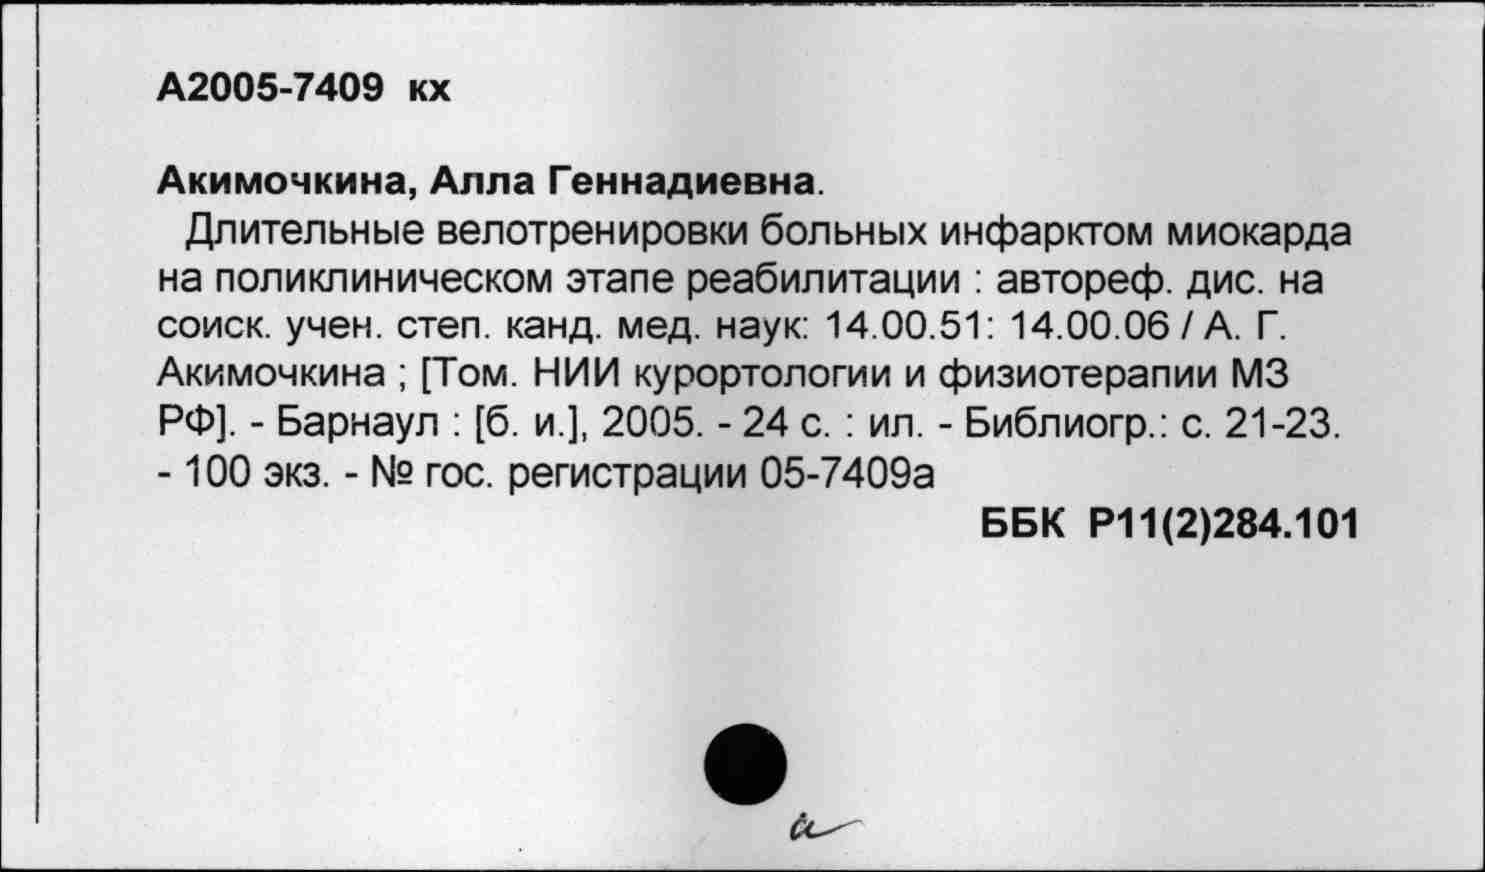 А2005-7409 кх
Акимочкина, Алла Геннадиевна.
Длительные велотренировки больных инфарктом миокарда
на поликлиническом этапе реабилитации : автореф. дис. на
соиск. учен. степ. канд. мед. наук: 14.00.51: 14.00.06 / А. Г.
Акимочкина ; [Том. НИИ курортологии и физиотерапии МЗ
РФ]. - Барнаул : [б. и.], 2005. - 24 с. : ил. - Библиогр.: с. 21-23.
- 100 экз. - № гос. регистрации 05-7409а
ББК Р11(2)284.101